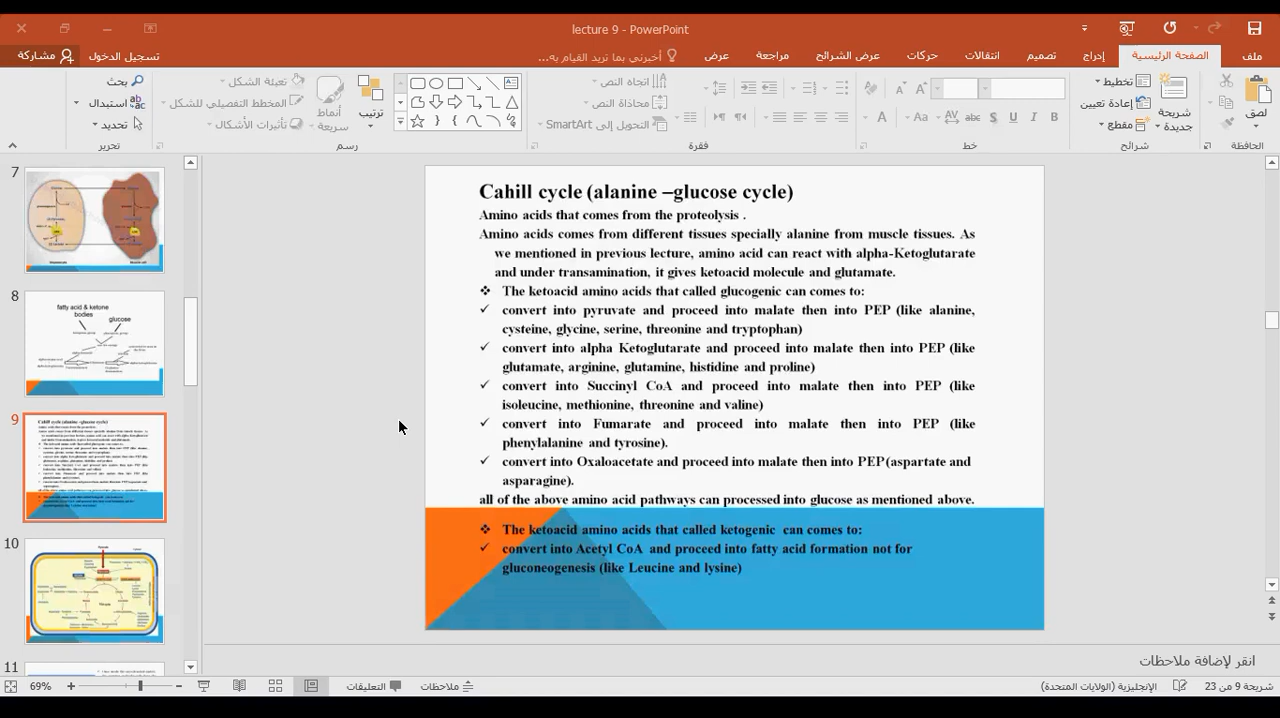 lecture 9 - PowerPoint
ملف
الصفحة الرئيسية
إدراج
تصميم
انتقالات
حركات
عرض الشرائح
مراجعة
عرض
أخبرني بما تريد القيام به...
تسجيل الدخول
مشاركة
لصق
الحافظة
شريحة جديدة
تخطيط
إعادة تعيين
مقطع
شرائح
B I U S abc AV Aa A
خط
اتجاه النص
محاذاة النص
التحويل إلى SmartArt
فقرة
ترتيب
أنماط سريعة
تعبئة الشكل
المخطط التفصيلي للشكل
تأثيرات الأشكال
رسم
بحث
استبدال
تحديد
تحرير
7
8
fatty acid & ketone
bodies
glucose
9
10
11
Cahill cycle (alanine –glucose cycle)
Amino acids that comes from the proteolysis .
Amino acids comes from different tissues specially alanine from muscle tissues. As
we mentioned in previous lecture, amino acid can react with alpha-Ketoglutarate
and under transamination, it gives ketoacid molecule and glutamate.
❖ The ketoacid amino acids that called glucogenic can comes to:
✓ convert into pyruvate and proceed into malate then into PEP (like alanine,
cysteine, glycine, serine, threonine and tryptophan)
✓ convert into alpha Ketoglutarate and proceed into malate then into PEP (like
glutamate, arginine, glutamine, histidine and proline)
✓ convert into Succinyl CoA and proceed into malate then into PEP (like
isoleucine, methionine, threonine and valine)
✓ convert into Fumarate and proceed into malate then into PEP (like
phenylalanine and tyrosine).
convert into Oxaloacetate and proceed into malate then into PEP(aspartate and
asparagine).
all of the above amino acid pathways can proceed into glucose as mentioned above.
❖ The ketoacid amino acids that called ketogenic can comes to:
✓ convert into Acetyl CoA and proceed into fatty acid formation not for
gluconeogenesis (like Leucine and lysine)
انقر لإضافة ملاحظات
شريحة 9 من 23
الإنجليزية (الولايات المتحدة)
ملاحظات
التعليقات
69%